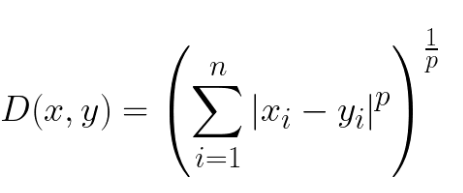 D(x, y) = \left( \sum_{i=1}^{n} |x_i - y_i|^p \right)^{\frac{1}{p}}